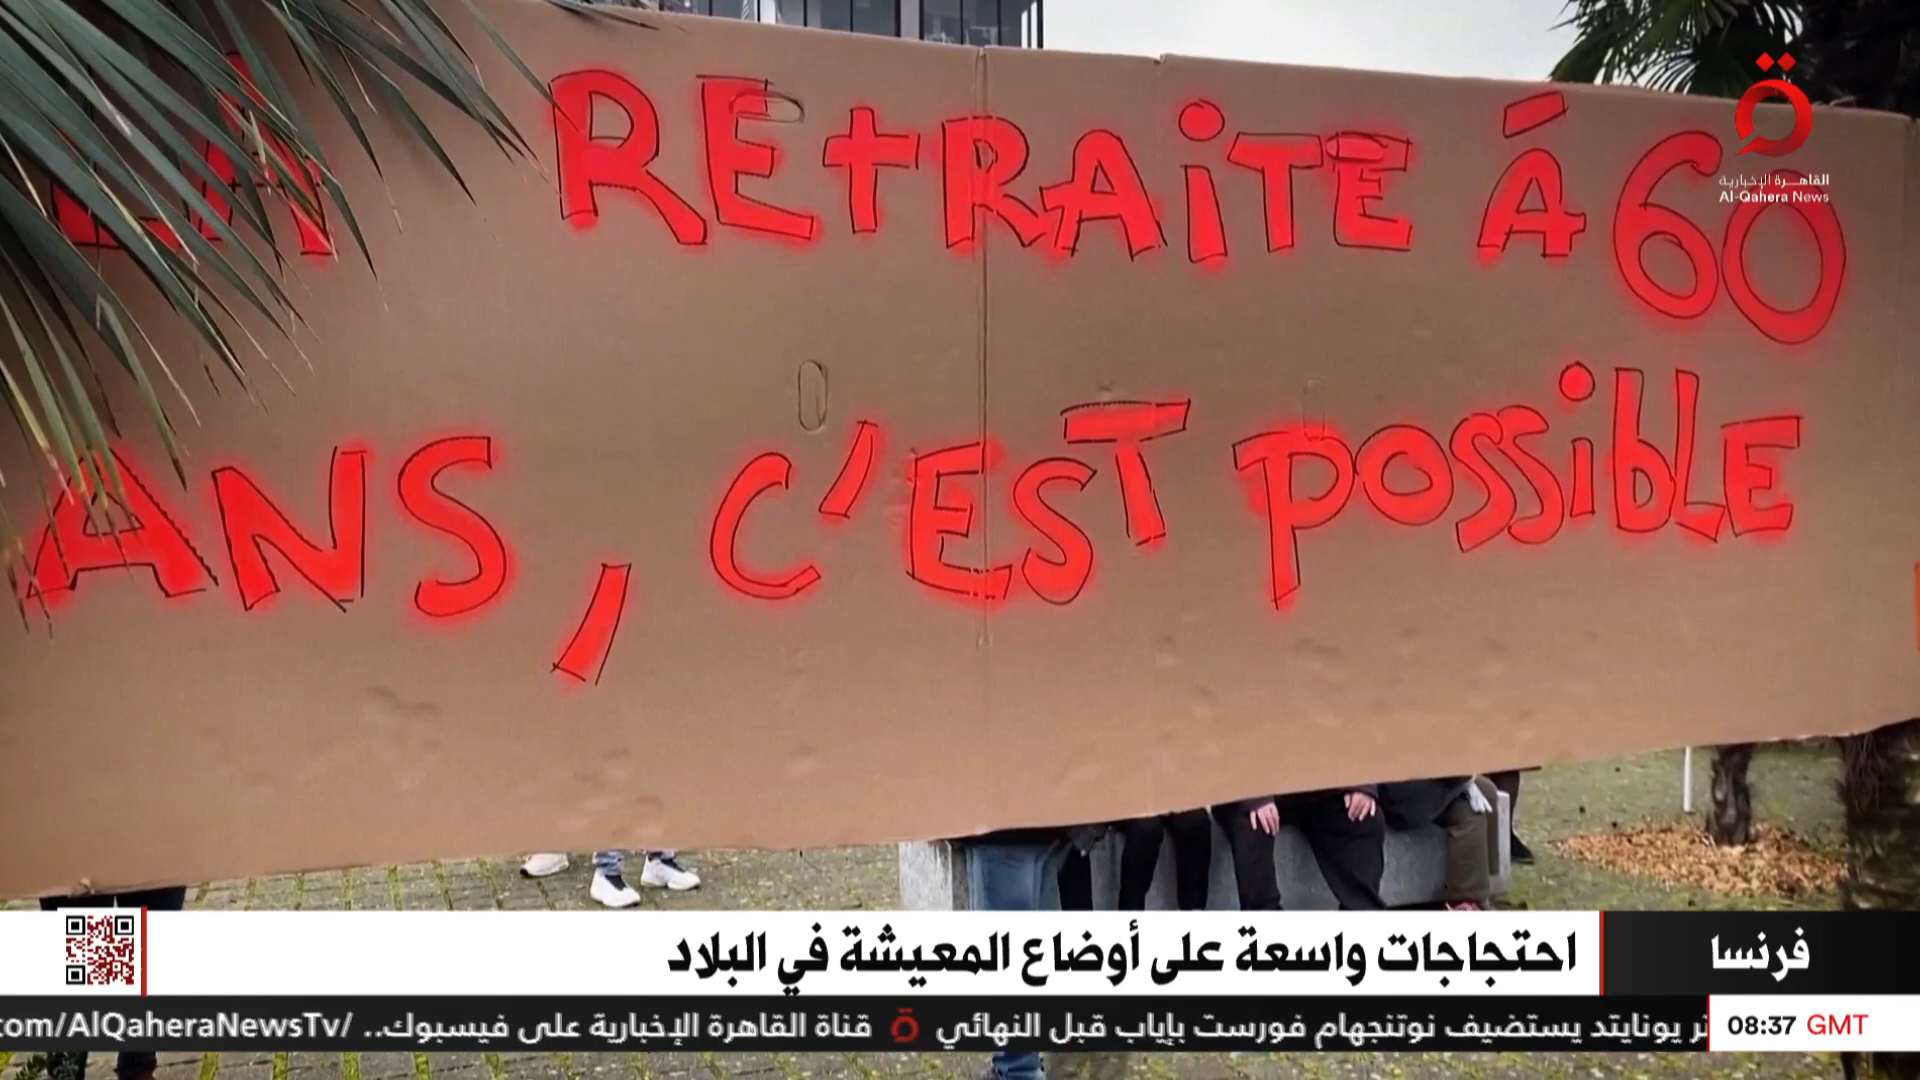 LA RETRAITE Á 60
ANS, C'EST POSSIBLE
القاهرة الإخبارية
Al-Qahera News
فرنسا
احتجاجات واسعة على أوضاع المعيشة في البلاد
08:37 GMT
يونايتد يستضيف نوتنجهام فورست بإياب قبل النهائي
قناة القاهرة الإخبارية على فيسبوك.. /com/AlQaheraNewsTv